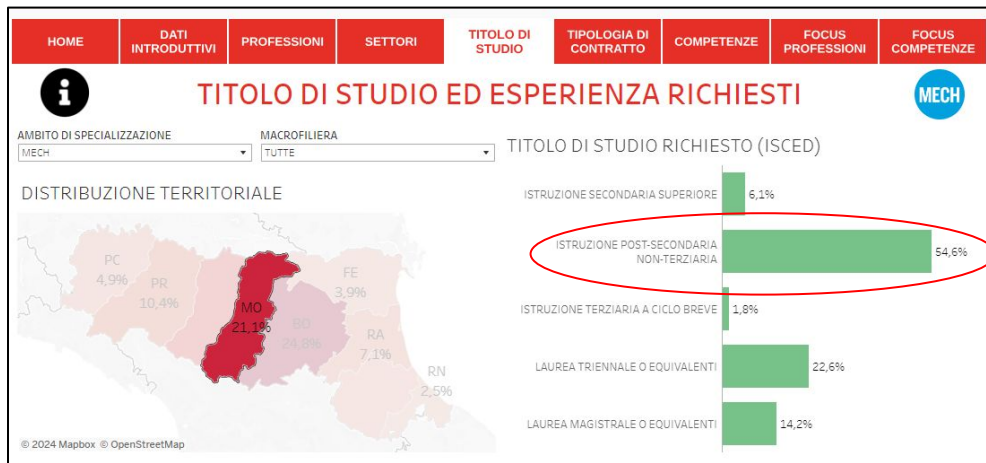 HOME
DATI
INTRODUTTIVI
PROFESSIONI
SETTORI
TITOLO DI
STUDIO
TIPOLOGIA DI
CONTRATTO
COMPETENZE
FOCUS
PROFESSIONI
FOCUS
COMPETENZE
i
TITOLO DI STUDIO ED ESPERIENZA RICHIESTI
MECH
AMBITO DI SPECIALIZZAZIONE
MECH
MACROFILIERA
TUTTE
DISTRIBUZIONE TERRITORIALE
PC
4,9%
PR
10,4%
MO
21,1%
BO
24,8%
FE
3,9%
RA
7,1%
RN
2,5%
© 2024 Mapbox © OpenStreetMap
TITOLO DI STUDIO RICHIESTO (ISCED)
ISTRUZIONE SECONDARIA SUPERIORE
6,1%
ISTRUZIONE POST-SECONDARIA
NON-TERZIARIA
54,6%
ISTRUZIONE TERZIARIA A CICLO BREVE
1,8%
LAUREA TRIENNALE O EQUIVALENTI
22,6%
LAUREA MAGISTRALE O EQUIVALENTI
14,2%